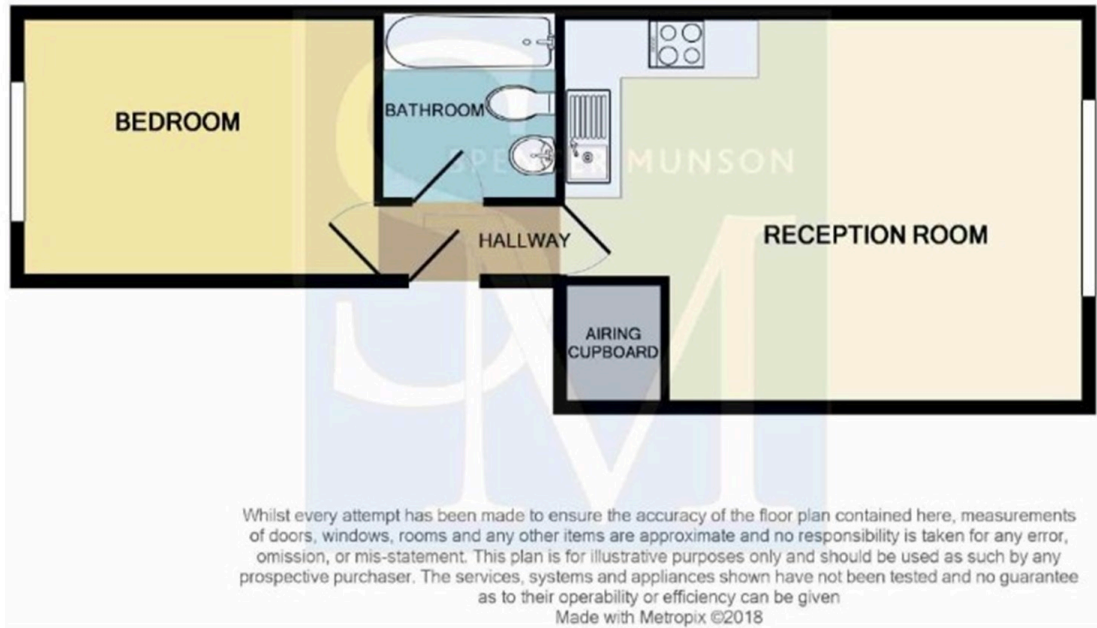 BEDROOM
BATHROOM
SPENCER MUNSON
HALLWAY
RECEPTION ROOM
AIRING
CUPBOARD
SM
Whilst every attempt has been made to ensure the accuracy of the floor plan contained here, measurements
of doors, windows, rooms and any other items are approximate and no responsibility is taken for any error,
omission, or mis-statement. This plan is for illustrative purposes only and should be used as such by any
prospective purchaser. The services, systems and appliances shown have not been tested and no guarantee
as to their operability or efficiency can be given
Made with Metropix ©2018